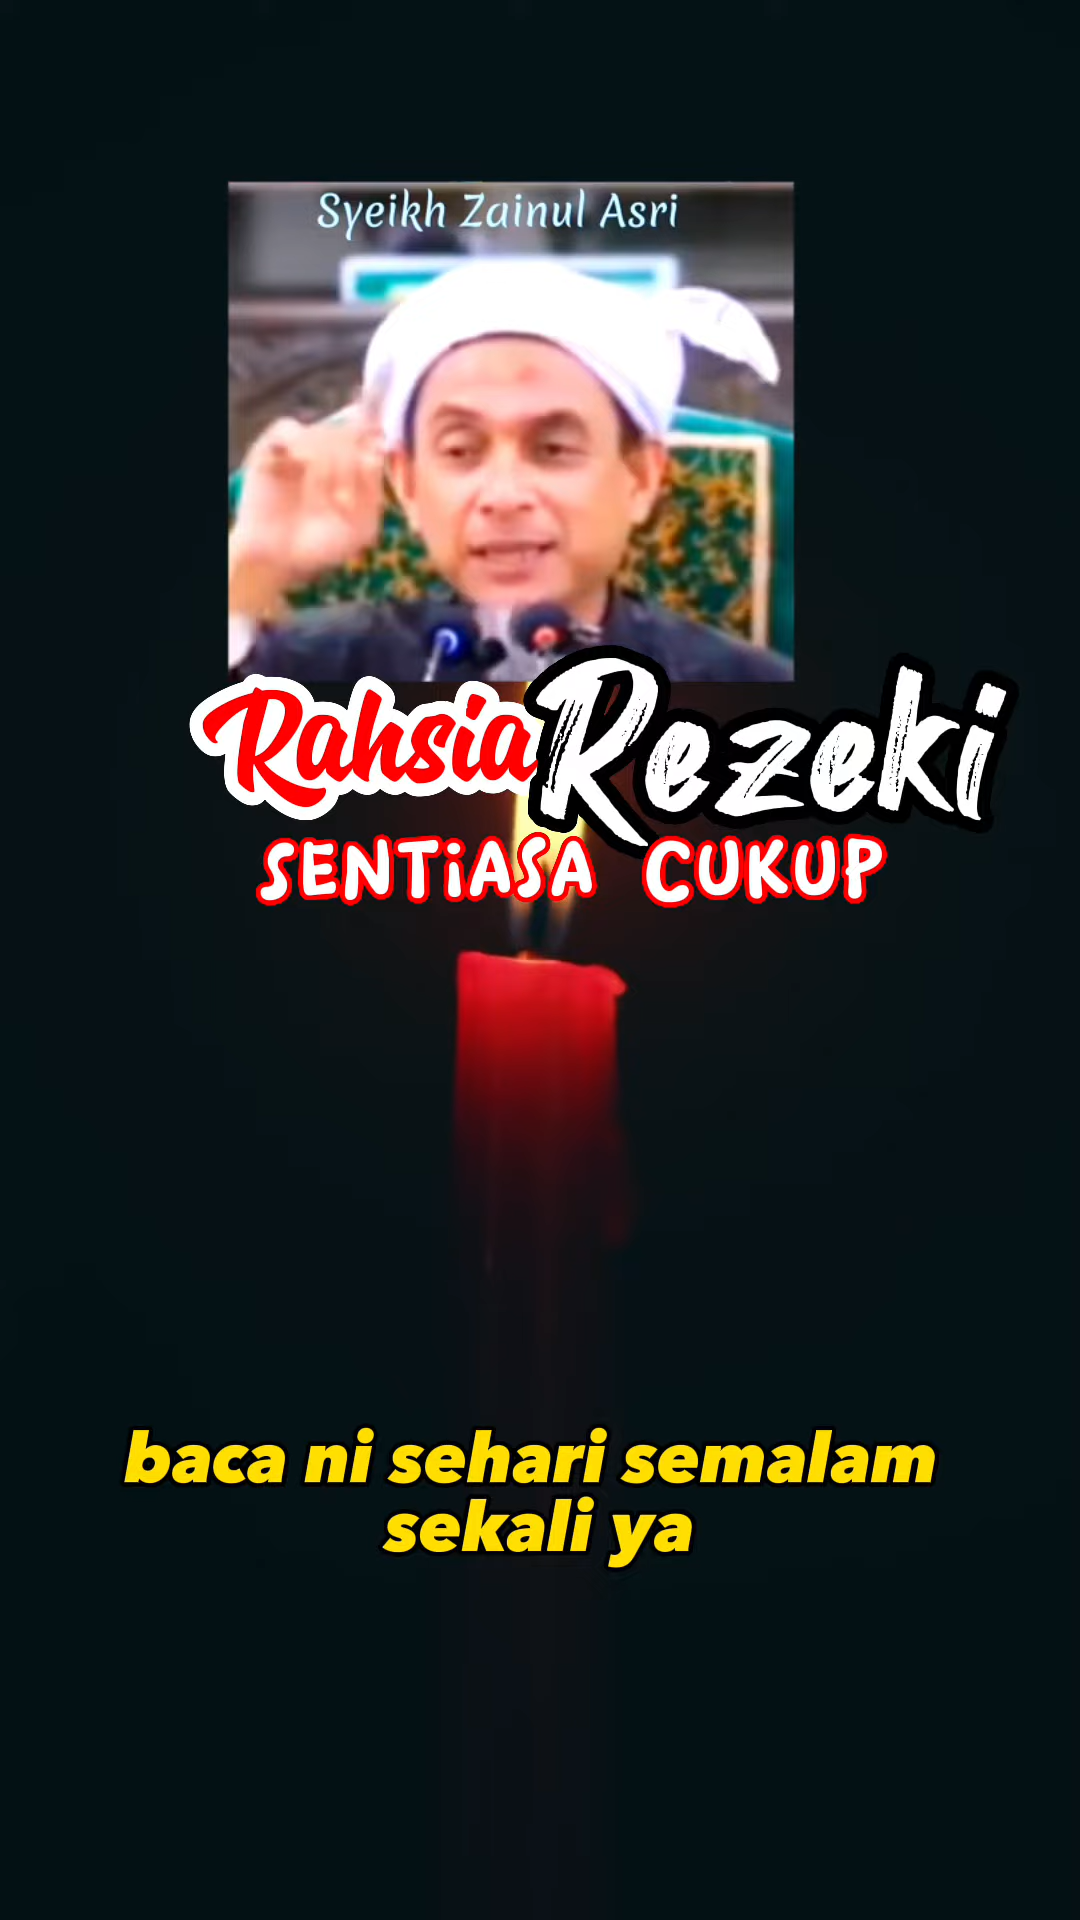 Syeikh Zainul Asri
Rahsia Rezeki
SENTiASA CUKUP
baca ni sehari semalam
sekali ya